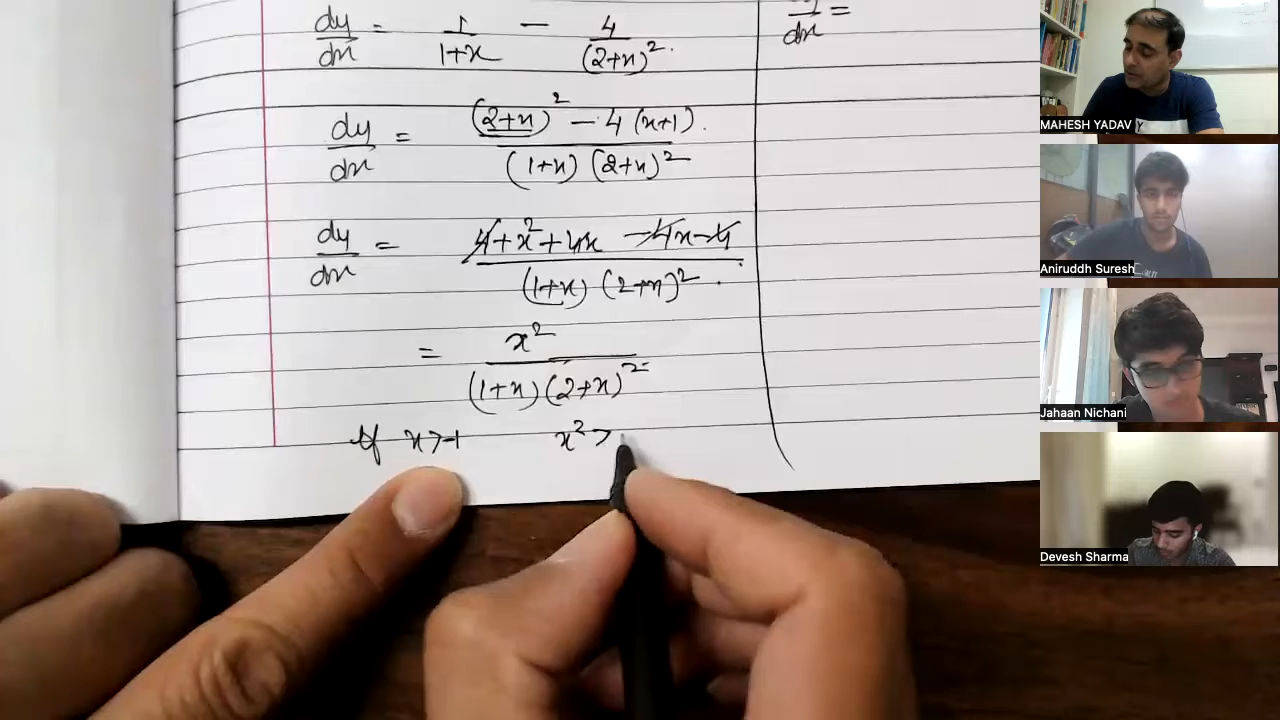 dy/dx = 1/(1+x) - 4/(2+x)².
dy/dx = ((2+x)² - 4(x+1).)/((1+x)(2+x)²)
dy/dx = (4+x²+4x-4x-4)/((1+x)(2+x)².)
= x²/((1+x)(2+x)²)
If x>-1 x²>
dy/dx =
MAHESH YADAV
Aniruddh Suresh
Jahaan Nichani
Devesh Sharma